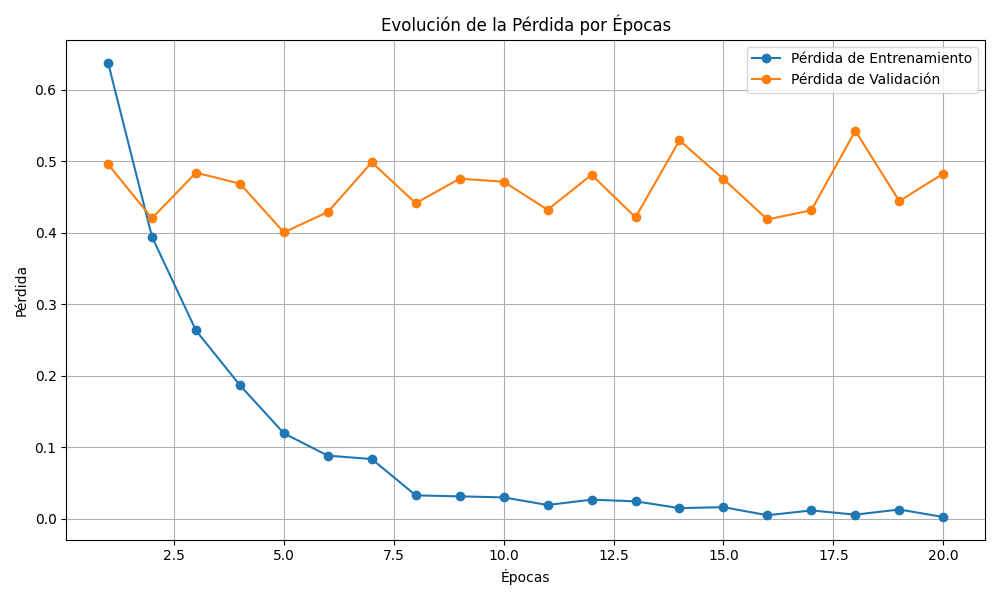 Evolución de la Pérdida por Épocas
Pérdida de Entrenamiento
Pérdida de Validación
Pérdida
0.6
0.5
0.4
0.3
0.2
0.1
0.0
2.5 5.0 7.5 10.0 12.5 15.0 17.5 20.0
Épocas